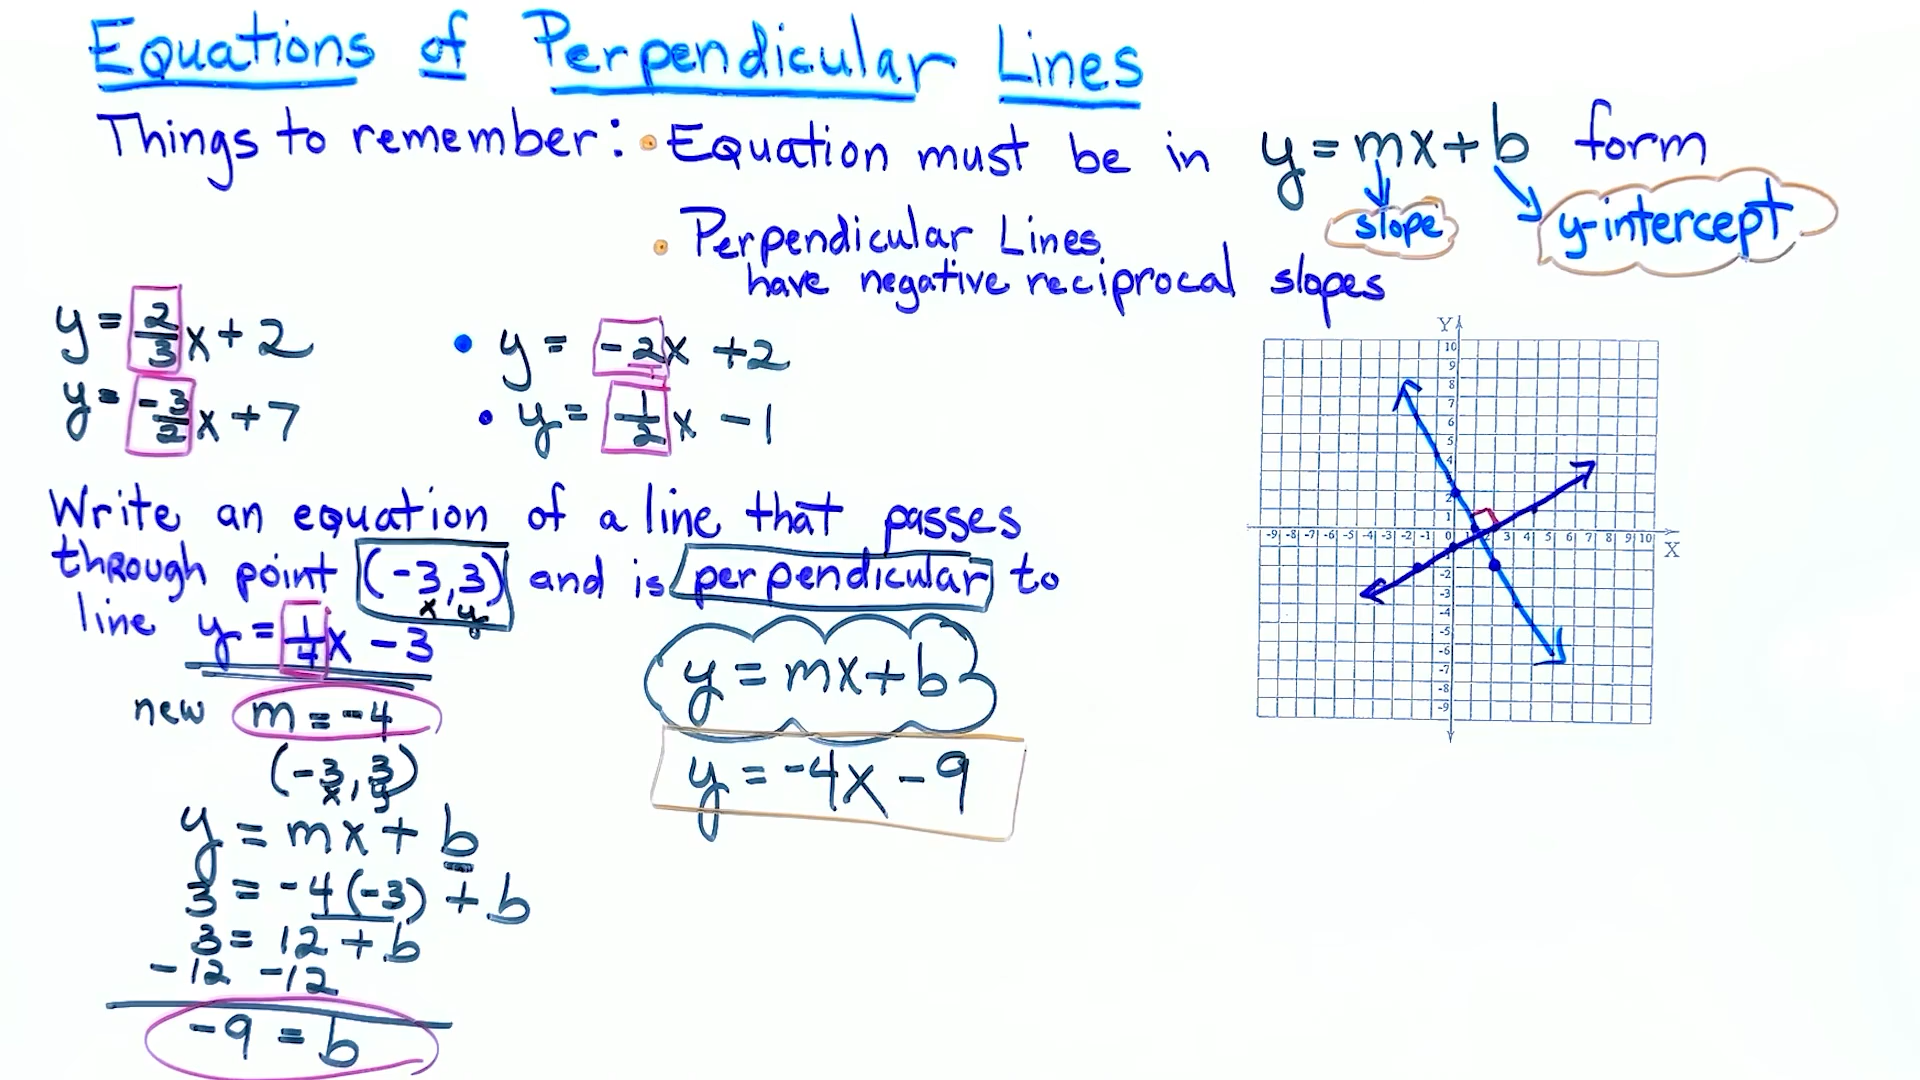 Equations of Perpendicular Lines
Things to remember: • Equation must be in y = mx + b form
slope
y-intercept
• Perpendicular Lines
have negative reciprocal slopes
y = 2/3 x + 2
y = -3/2 x + 7
• y = -2x + 2
1
• y = 1/2 x - 1
Write an equation of a line that passes
through point (-3, 3) and is perpendicular to
x y
line y = 1/4 x - 3
new m = -4
(-3, 3)
x, y
y = mx + b
3 = -4(-3) + b
3 = 12 + b
-12 -12
-9 = b
y = mx + b
y = -4x - 9
Y
10
9
8
7
6
5
4
2
1
-9 -8 -7 -6 -5 -4 -3 -2 -1 0 1 2 3 4 5 6 7 8 9 10
X
-2
-3
-4
-5
-6
-7
-8
-9